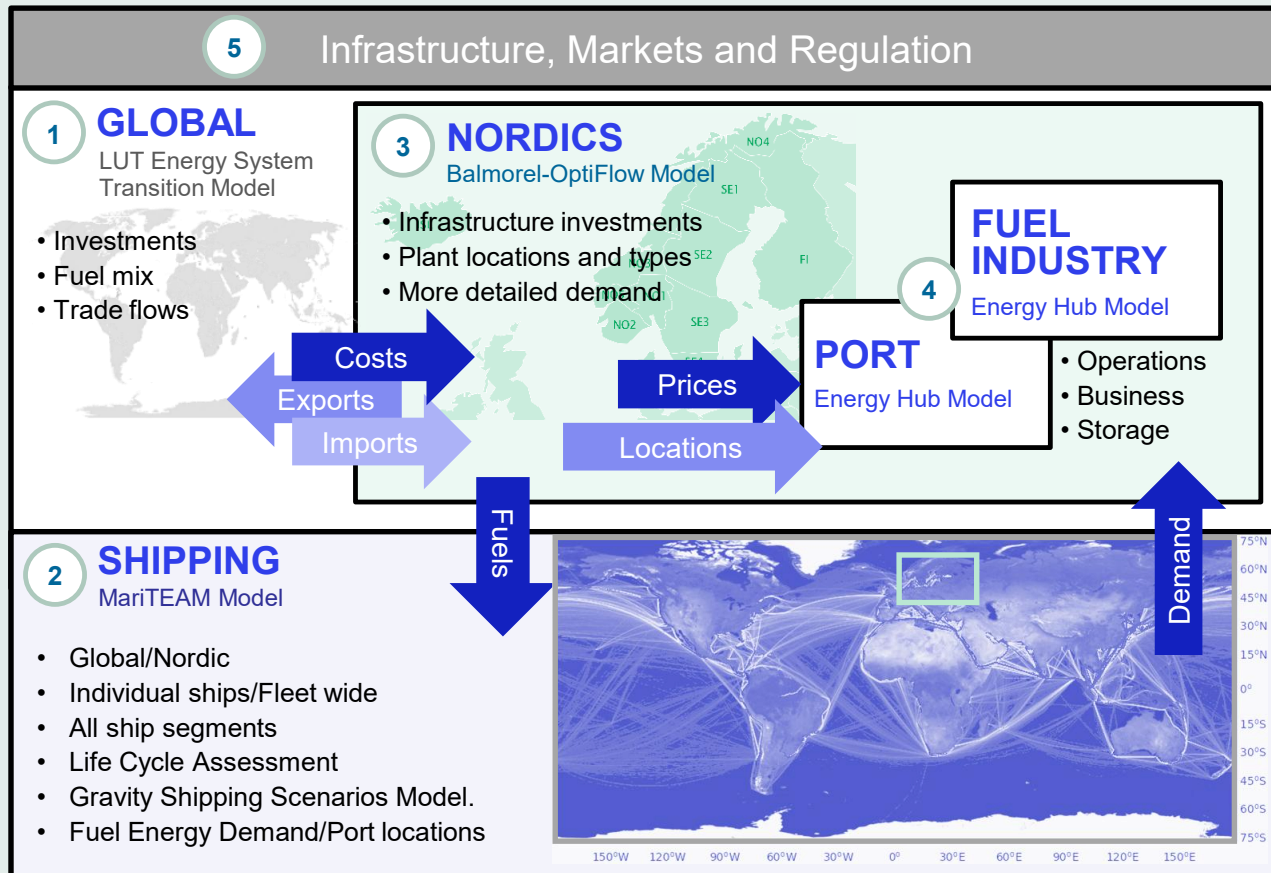 5
Infrastructure, Markets and Regulation
1
GLOBAL
LUT Energy System
Transition Model
• Investments
• Fuel mix
• Trade flows
3
NORDICS
Balmorel-OptiFlow Model
• Infrastructure investments
• Plant locations and types
• More detailed demand
NO4
SE1
SE2
FI
NO2
SE3
Costs
Exports
Imports
Prices
Locations
4
FUEL
INDUSTRY
Energy Hub Model
PORT
Energy Hub Model
• Operations
• Business
• Storage
Fuels
Demand
2
SHIPPING
MariTEAM Model
• Global/Nordic
• Individual ships/Fleet wide
• All ship segments
• Life Cycle Assessment
• Gravity Shipping Scenarios Model.
• Fuel Energy Demand/Port locations
75°N
60°N
45°N
30°N
15°N
0°
15°S
30°S
45°S
60°S
75°S
150°W 120°W 90°W 60°W 30°W 0° 30°E 60°E 90°E 120°E 150°E